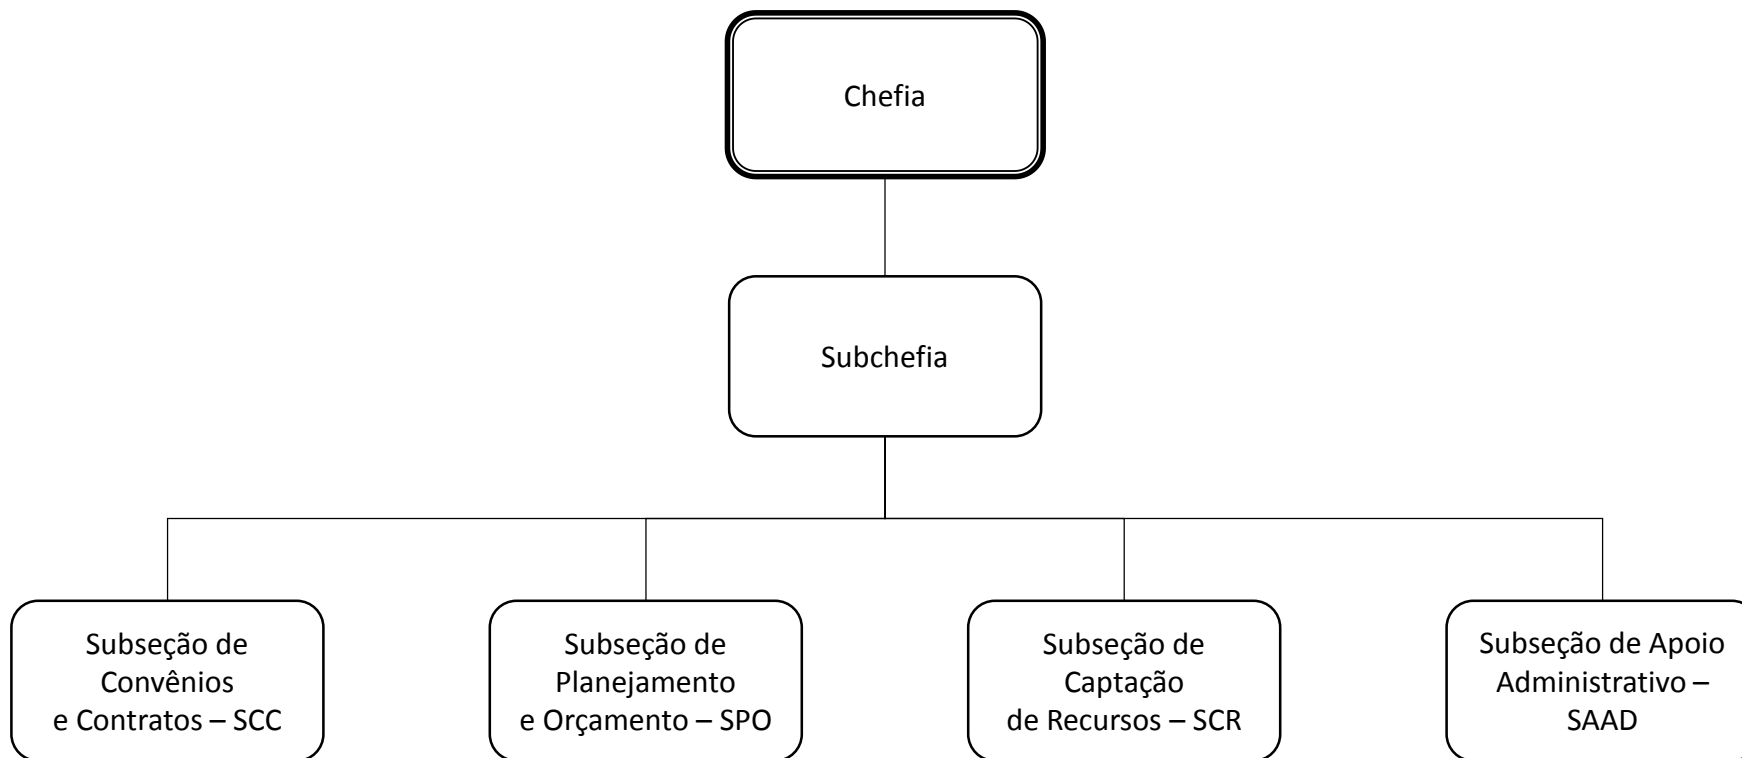 Chefia
Subchefia
Subseção de
Convênios
e Contratos – SCC
Subseção de
Planejamento
e Orçamento – SPO
Subseção de
Captação
de Recursos – SCR
Subseção de Apoio
Administrativo –
SAAD